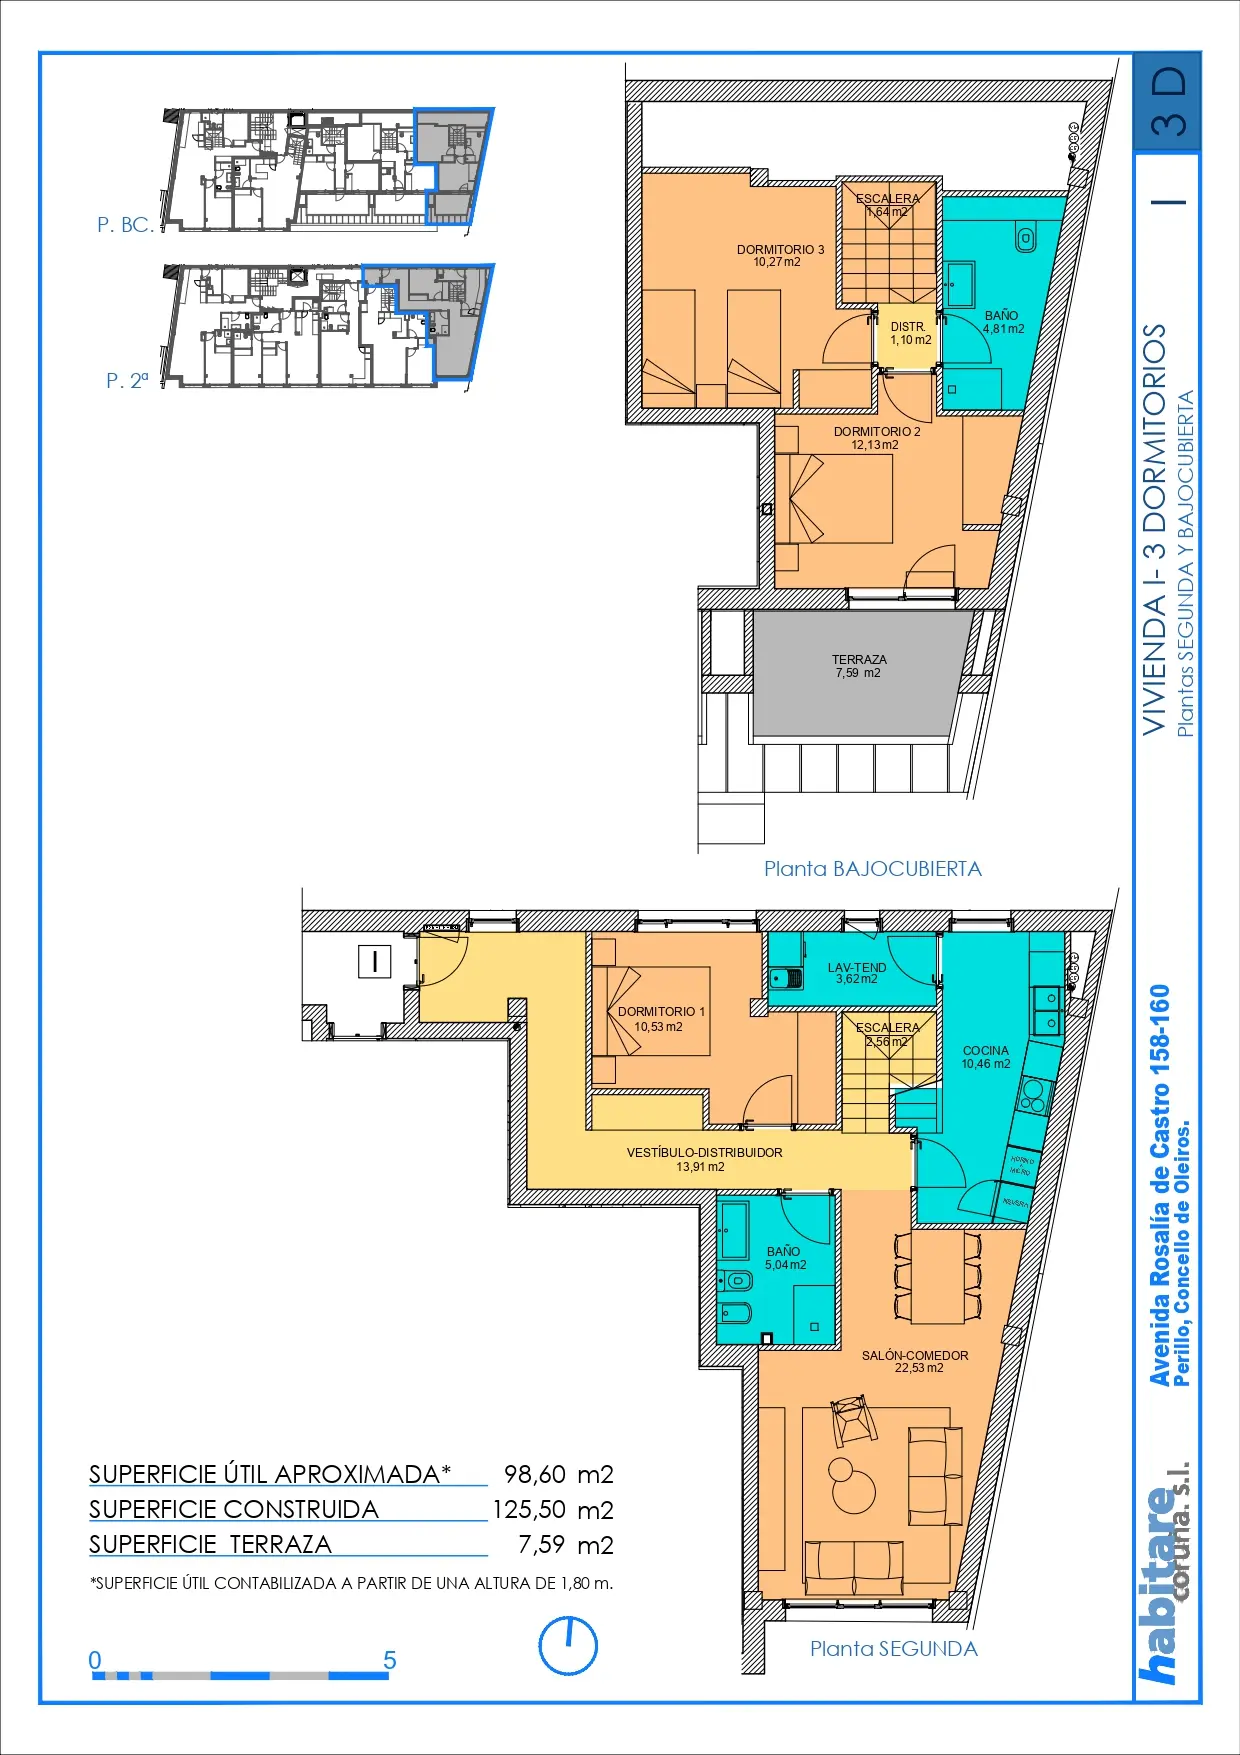 P. BC.
P. 2ª
ESCALERA
1,64 m2
DORMITORIO 3
10,27 m2
BAÑO
4,81 m2
DISTR.
1,10 m2
DORMITORIO 2
12,13 m2
TERRAZA
7,59 m2
Planta BAJOCUBIERTA
I
LAV-TEND
3,62 m2
DORMITORIO 1
10,53 m2
ESCALERA
2,56 m2
COCINA
10,46 m2
HORNO
+
MICRO
NEVERA
VESTÍBULO-DISTRIBUIDOR
13,91 m2
BAÑO
5,04 m2
SALÓN-COMEDOR
22,53 m2
Planta SEGUNDA
SUPERFICIE ÚTIL APROXIMADA* 98,60 m2
SUPERFICIE CONSTRUIDA 125,50 m2
SUPERFICIE TERRAZA 7,59 m2
*SUPERFICIE ÚTIL CONTABILIZADA A PARTIR DE UNA ALTURA DE 1,80 m.
0 5
3 D
I
VIVIENDA I- 3 DORMITORIOS
Plantas SEGUNDA Y BAJOCUBIERTA
Avenida Rosalía de Castro 158-160
Perillo, Concello de Oleiros.
habitare
coruña. s.l.